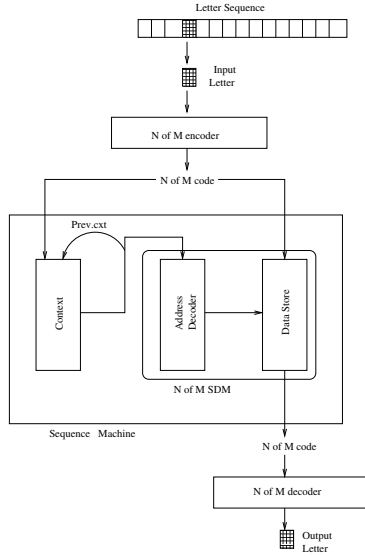 Letter Sequence
Input
Letter
N of M encoder
N of M code
Prev.cxt
Context
Address
Decoder
Data Store
N of M SDM
Sequence Machine
N of M code
N of M decoder
Output
Letter